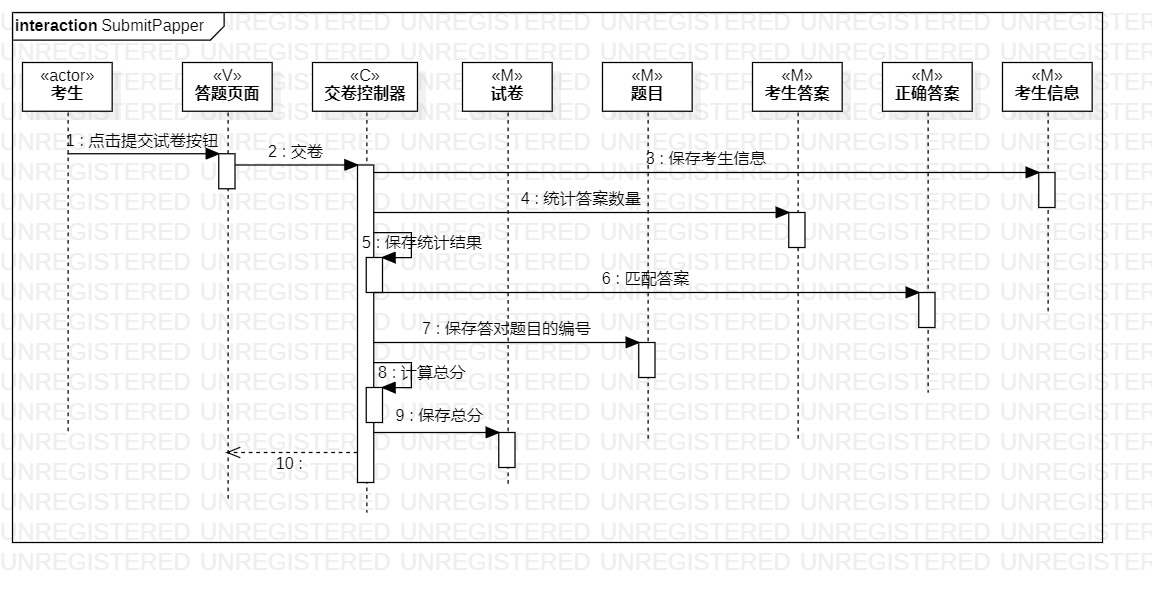 interaction SubmitPapper
«actor»
考生
«V»
答题页面
«C»
交卷控制器
«M»
试卷
«M»
题目
«M»
考生答案
«M»
正确答案
«M»
考生信息
1 : 点击提交试卷按钮
2 : 交卷
3 : 保存考生信息
4 : 统计答案数量
5 : 保存统计结果
6 : 匹配答案
7 : 保存答对题目的编号
8 : 计算总分
9 : 保存总分
10 :
UNREGISTERED